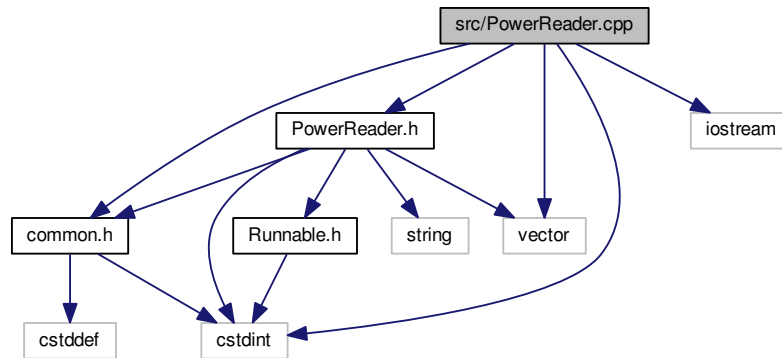 src/PowerReader.cpp
PowerReader.h
iostream
common.h
Runnable.h
string
vector
cstddef
cstdint